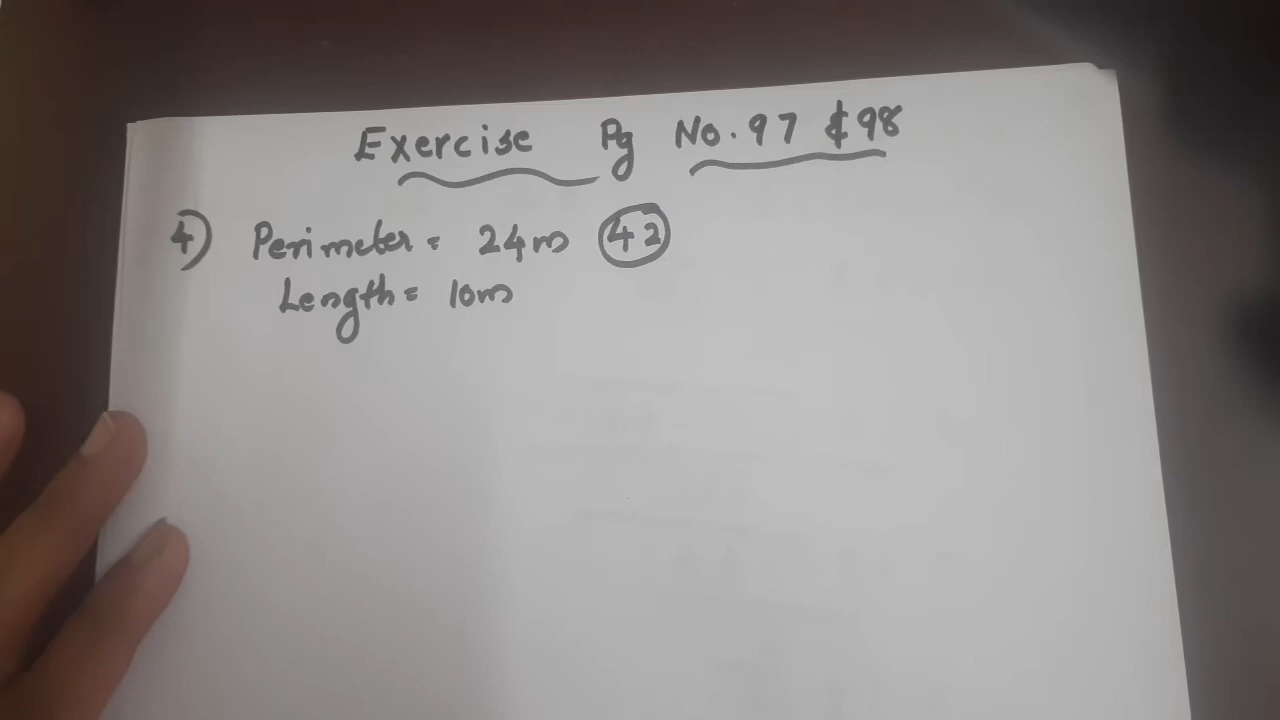 Exercise Pg No. 97 & 98
4) Perimeter = 24m 42
Length = 10m